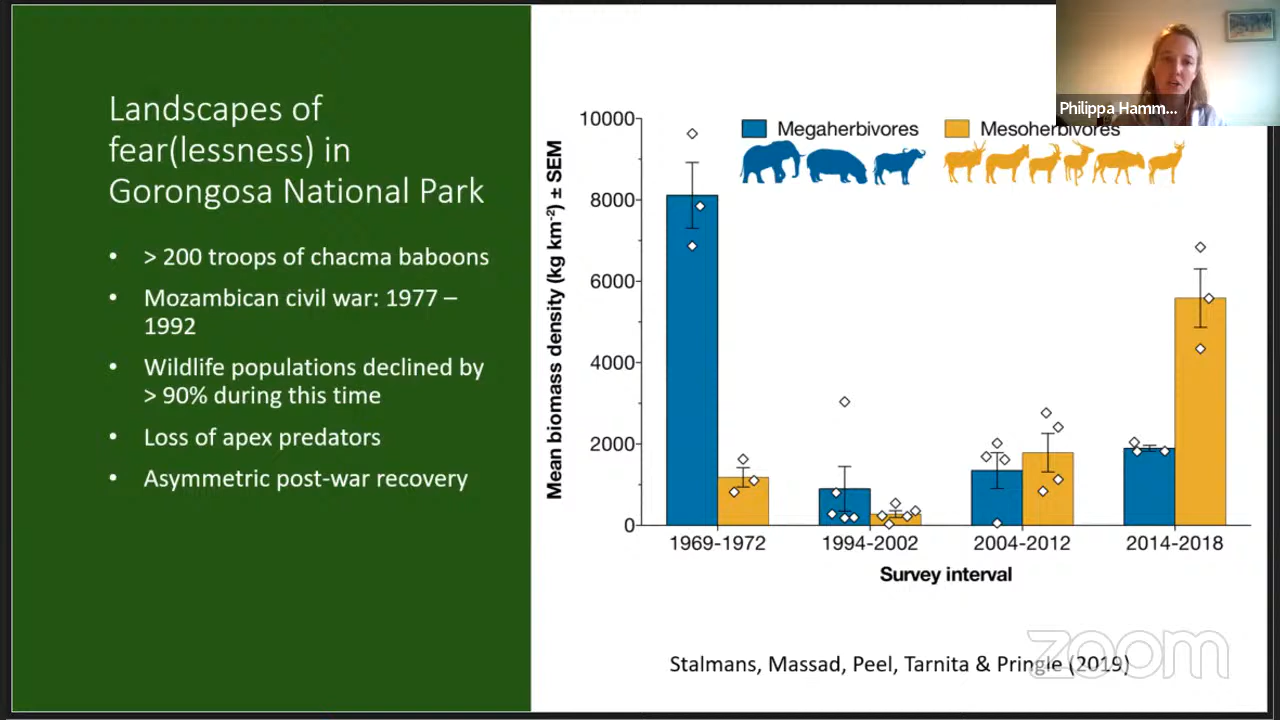 Landscapes of
fear(lessness) in
Gorongosa National Park
• > 200 troops of chacma baboons
• Mozambican civil war: 1977 –
1992
• Wildlife populations declined by
> 90% during this time
• Loss of apex predators
• Asymmetric post-war recovery
Philippa Hamm...
Megaherbivores
Mesoherbivores
Mean biomass density (kg km⁻²) ± SEM
10000
8000
6000
4000
2000
0
1969-1972
1994-2002
2004-2012
2014-2018
Survey interval
Stalmans, Massad, Peel, Tarnita & Pringle (2019)
zoom